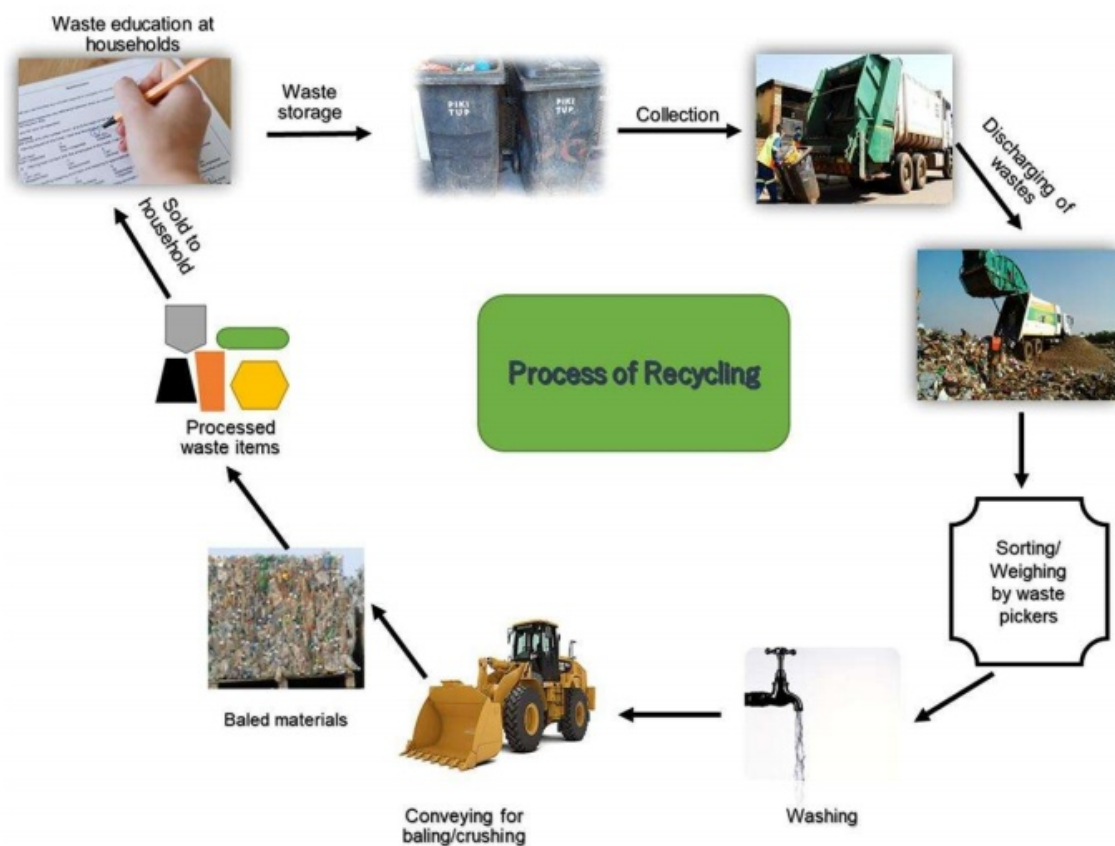 Waste education at
households
Waste
storage
PIKI
TUP
PIKI
TUP
Collection
Discharging of
wastes
Sorting/
Weighing
by waste
pickers
Washing
Conveying for
baling/crushing
Baled materials
Processed
waste items
Sold to
household
Process of Recycling